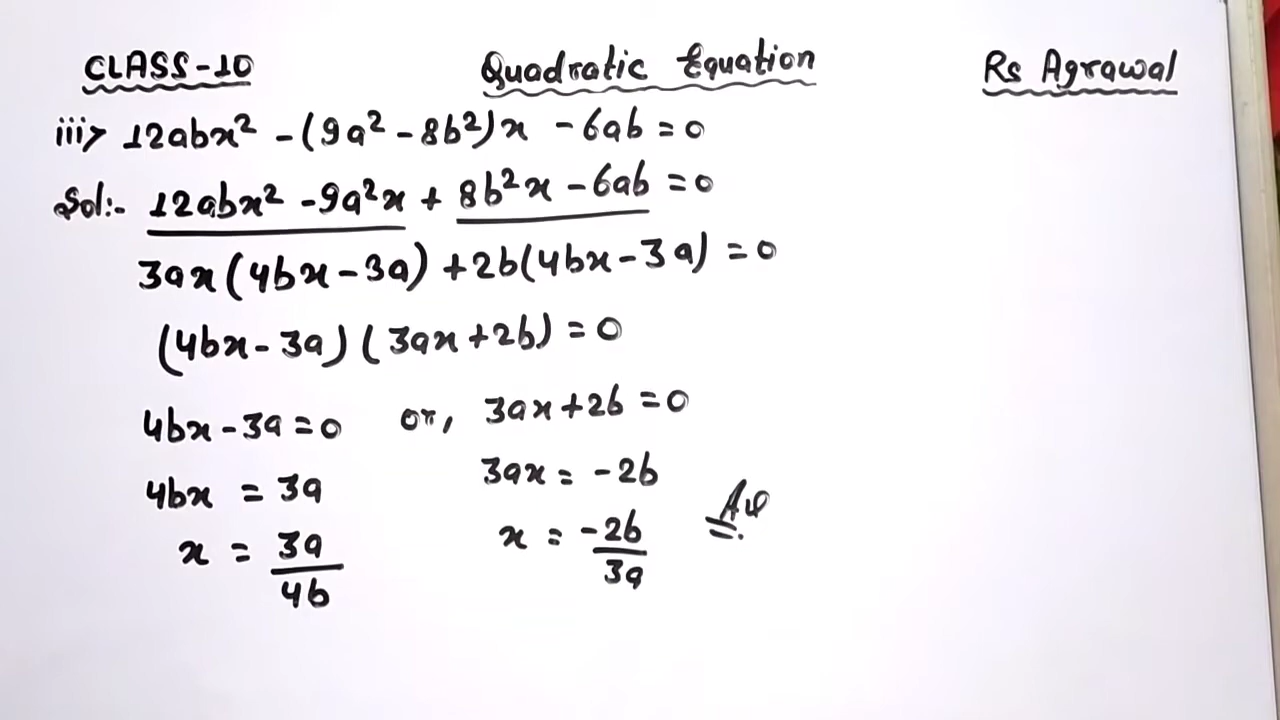 CLASS-10 Quadratic Equation Rs Agrawal
iii> 12abx² - (9a² - 8b²)x - 6ab = 0
Sol:- 12abx² - 9a²x + 8b²x - 6ab = 0
3ax(4bx - 3a) + 2b(4bx - 3a) = 0
(4bx - 3a)(3ax + 2b) = 0
4bx - 3a = 0 or, 3ax + 2b = 0
4bx = 3a 3ax = -2b
x = 3a/4b x = -2b/3a